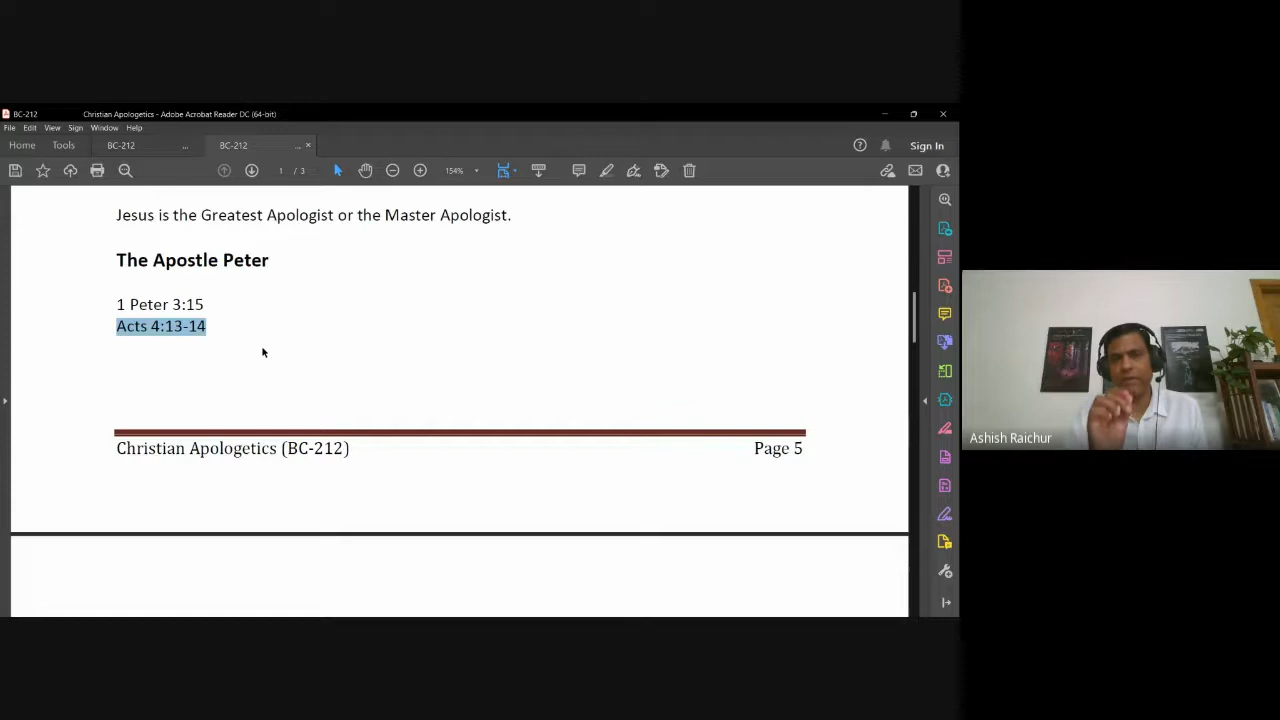 BC-212 Christian Apologetics - Adobe Acrobat Reader DC (64-bit)
File Edit View Sign Window Help
Home Tools BC-212 ... BC-212 ... ×
Sign In
1 / 3 154%
Jesus is the Greatest Apologist or the Master Apologist.
The Apostle Peter
1 Peter 3:15
Acts 4:13-14
Christian Apologetics (BC-212) Page 5
Ashish Raichur